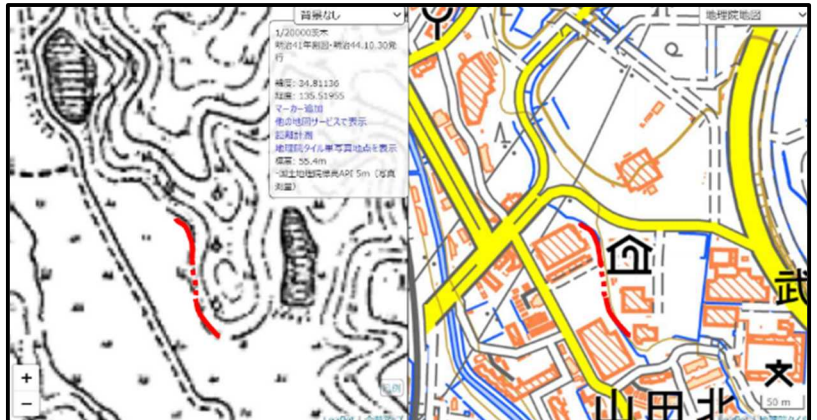 背景なし
1/20000茨木
明治41年測図・明治44.10.30発
行
緯度: 34.81136
経度: 135.51955
マーカー追加
他の地図サービスで表示
距離計測
地理院タイル単写真地点を表示
標高: 55.4m
-国土地理院標高API 5m（写真
測量）
+
−
地理院地図
武
文
山田北
50 m